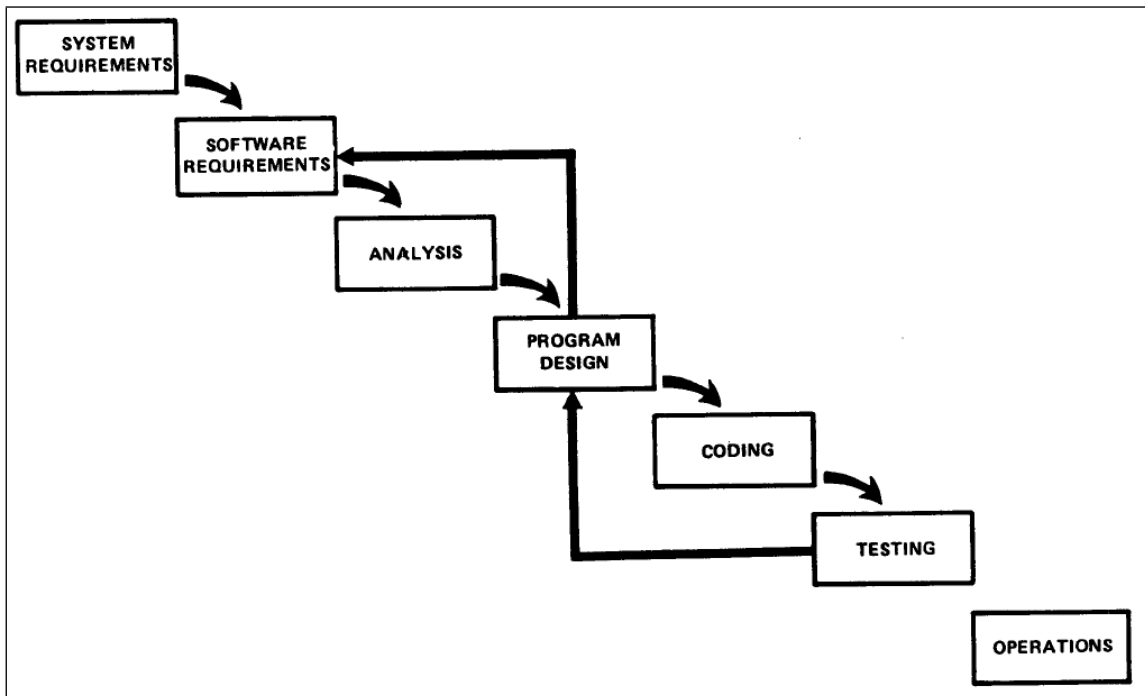 SYSTEM
REQUIREMENTS
SOFTWARE
REQUIREMENTS
ANALYSIS
PROGRAM
DESIGN
CODING
TESTING
OPERATIONS